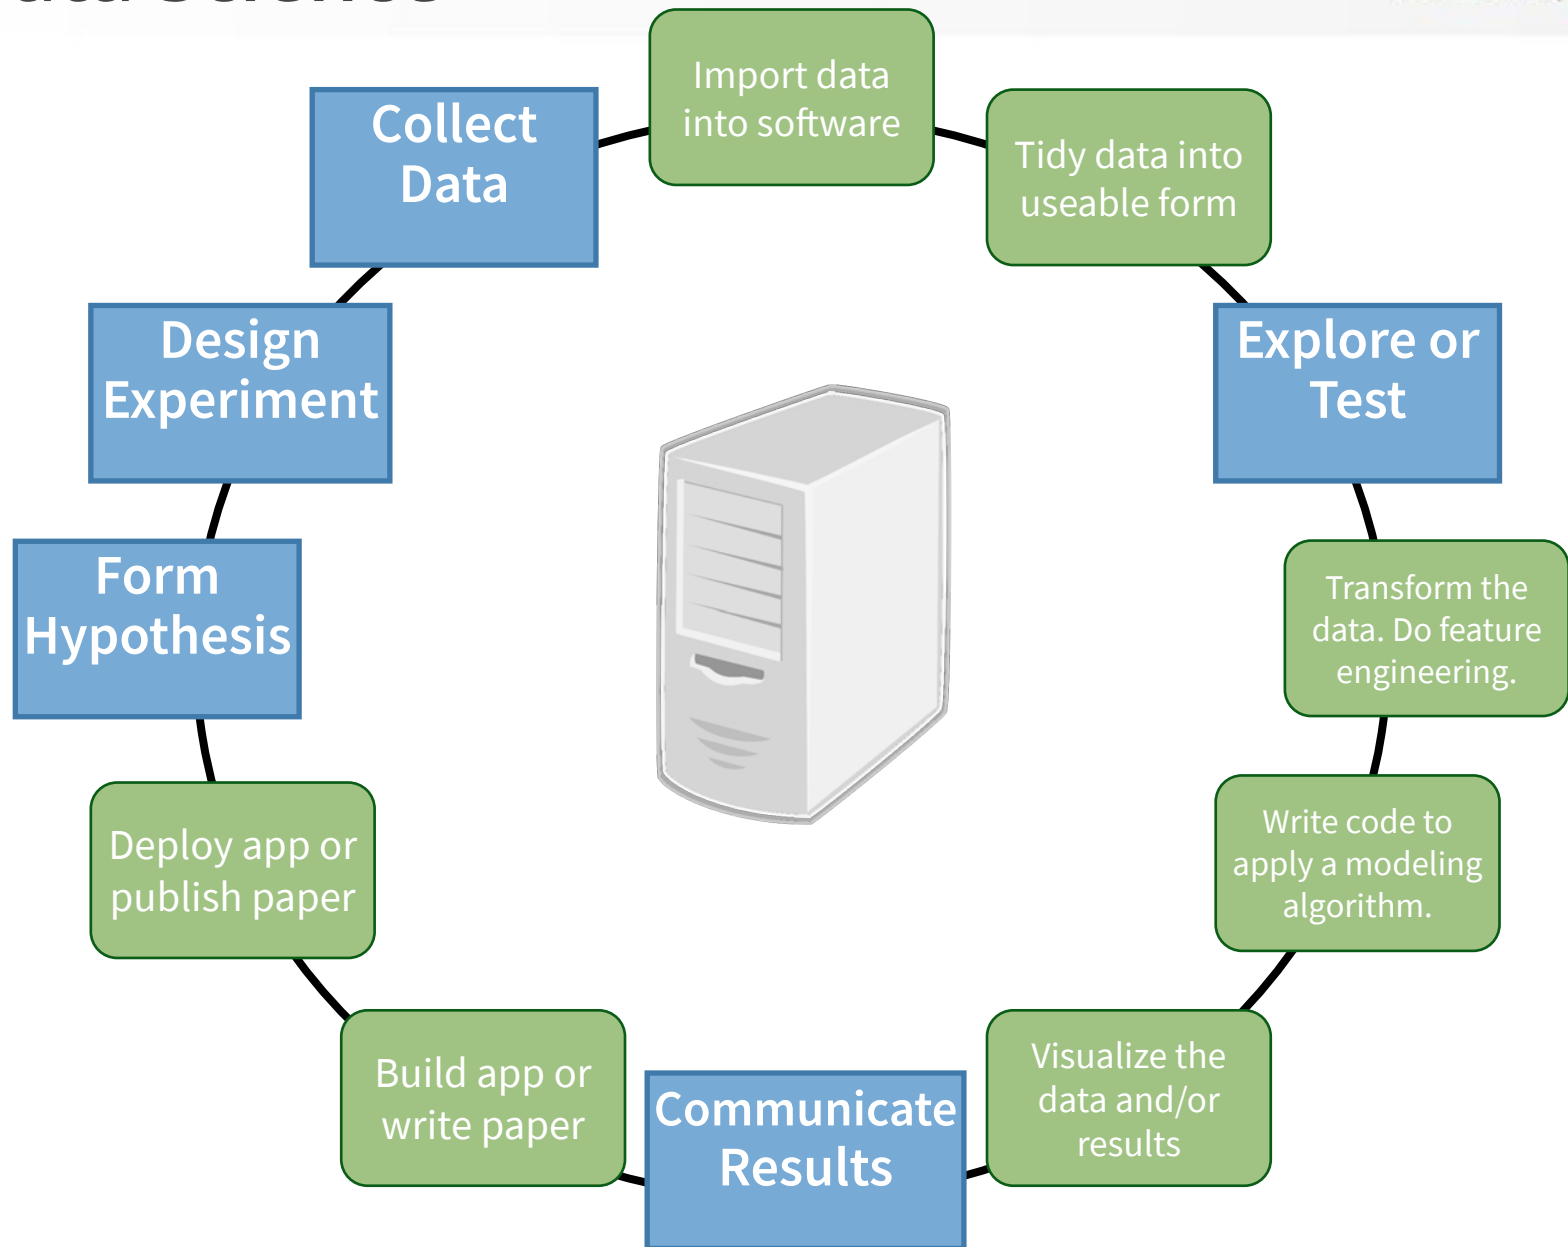 Import data
into software
Collect
Data
Tidy data into
useable form
Design
Experiment
Explore or
Test
Form
Hypothesis
Transform the
data. Do feature
engineering.
Deploy app or
publish paper
Write code to
apply a modeling
algorithm.
Build app or
write paper
Communicate
Results
Visualize the
data and/or
results